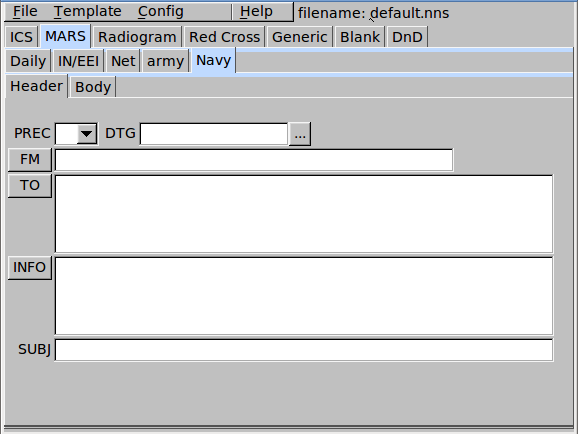 File Template Config Help filename: default.nns
ICS MARS Radiogram Red Cross Generic Blank DnD
Daily IN/EEI Net army Navy
Header Body
PREC DTG ...
FM
TO
INFO
SUBJ